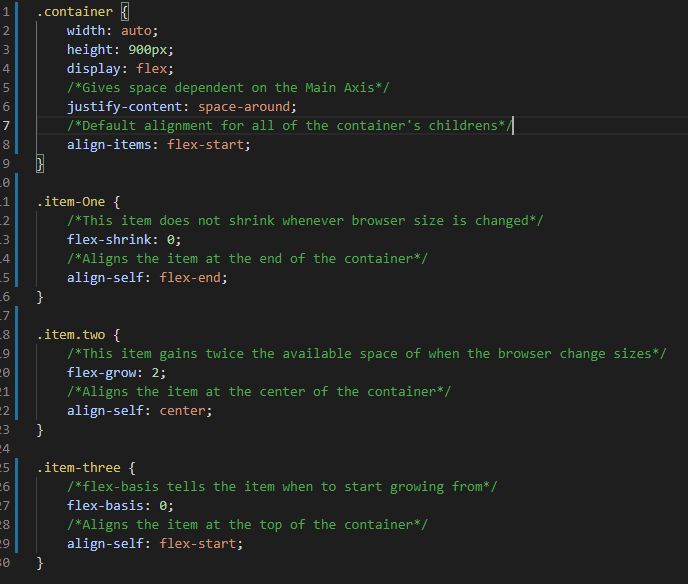 1 .container {
2 width: auto;
3 height: 900px;
4 display: flex;
5 /*Gives space dependent on the Main Axis*/
6 justify-content: space-around;
7 /*Default alignment for all of the container's childrens*/
8 align-items: flex-start;
9 }
10
11 .item-One {
12 /*This item does not shrink whenever browser size is changed*/
13 flex-shrink: 0;
14 /*Aligns the item at the end of the container*/
15 align-self: flex-end;
16 }
17
18 .item.two {
19 /*This item gains twice the available space of when the browser change sizes*/
20 flex-grow: 2;
21 /*Aligns the item at the center of the container*/
22 align-self: center;
23 }
24
25 .item-three {
26 /*flex-basis tells the item when to start growing from*/
27 flex-basis: 0;
28 /*Aligns the item at the top of the container*/
29 align-self: flex-start;
30 }